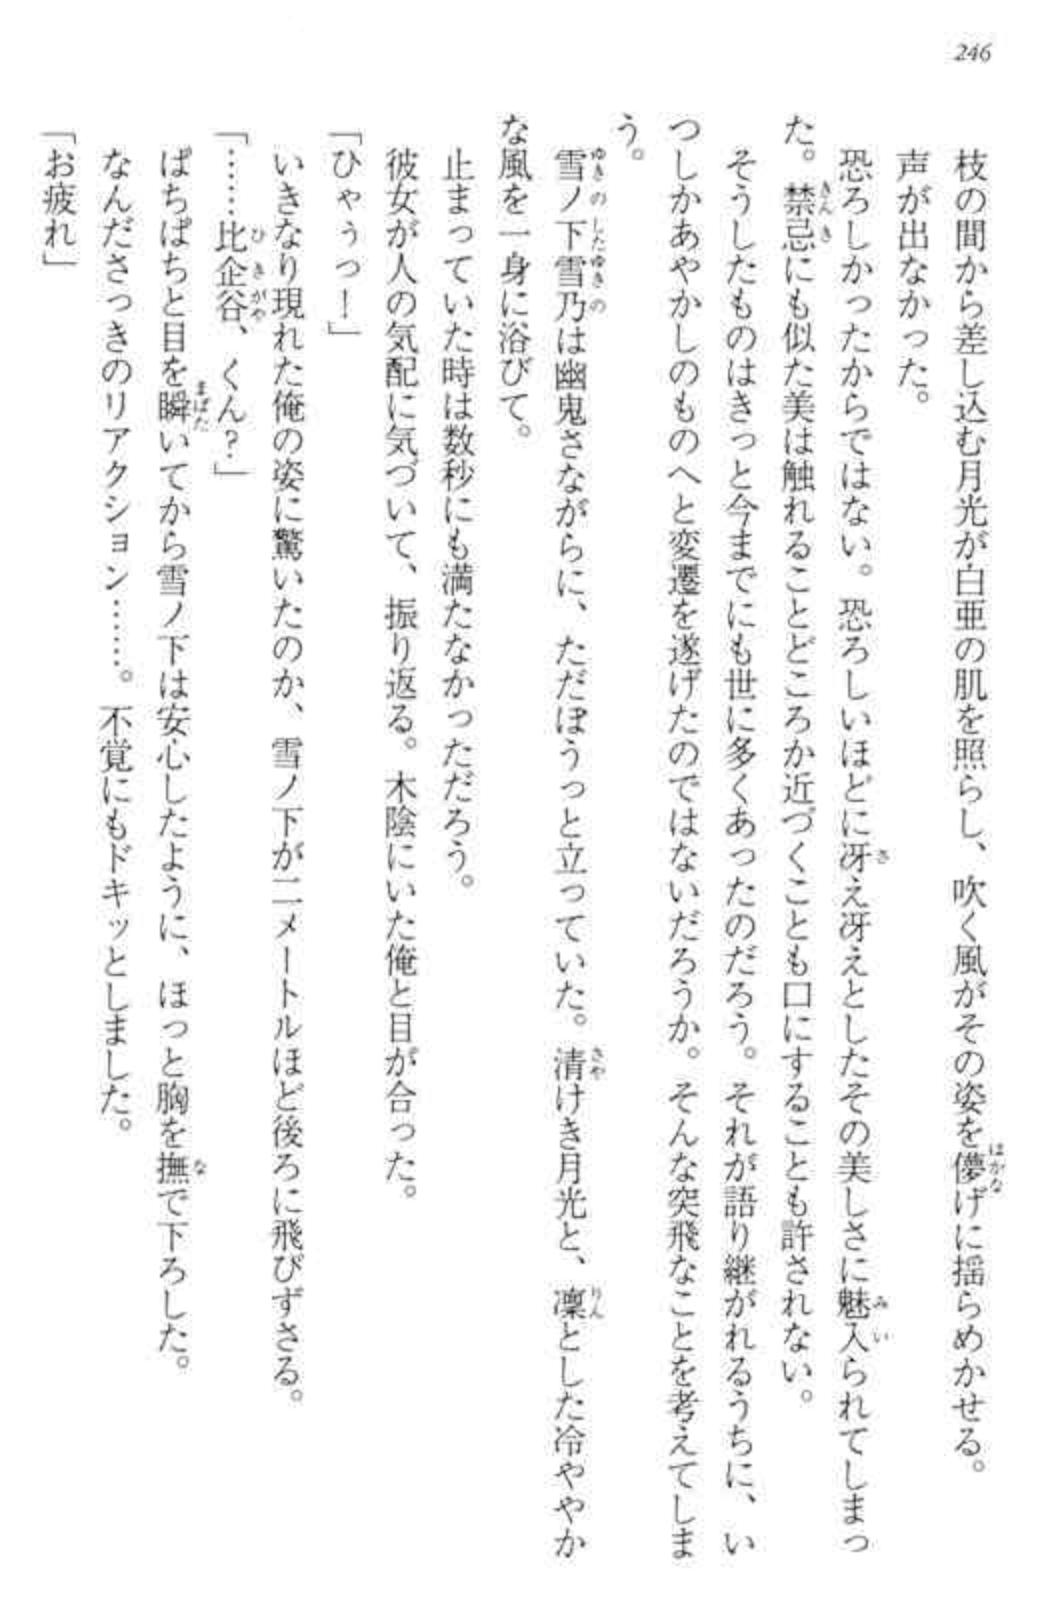 246
枝の間から差し込む月光が白亜の肌を照らし、吹く風がその姿を儚げに揺らめかせる。
声が出なかった。
恐ろしかったからではない。恐ろしいほどに冴え冴えとしたその美しさに魅入られてしまっ
た。禁忌にも似た美は触れることどころか近づくことも口にすることも許されない。
そうしたものはきっと今までにも世に多くあったのだろう。それが語り継がれるうちに、い
つしかあやかしのものへと変遷を遂げたのではないだろうか。そんな突飛なことを考えてしま
う。
雪ノ下雪乃は幽鬼さながらに、ただぼうっと立っていた。清けき月光と、凜とした冷ややか
な風を一身に浴びて。
止まっていた時は数秒にも満たなかっただろう。
彼女が人の気配に気づいて、振り返る。木陰にいた俺と目が合った。
「ひゃぅっ！」
いきなり現れた俺の姿に驚いたのか、雪ノ下が二メートルほど後ろに飛びずさる。
「……比企谷、くん？」
ぱちぱちと目を瞬いてから雪ノ下は安心したように、ほっと胸を撫で下ろした。
なんださっきのリアクション……。不覚にもドキッとしました。
「お疲れ」